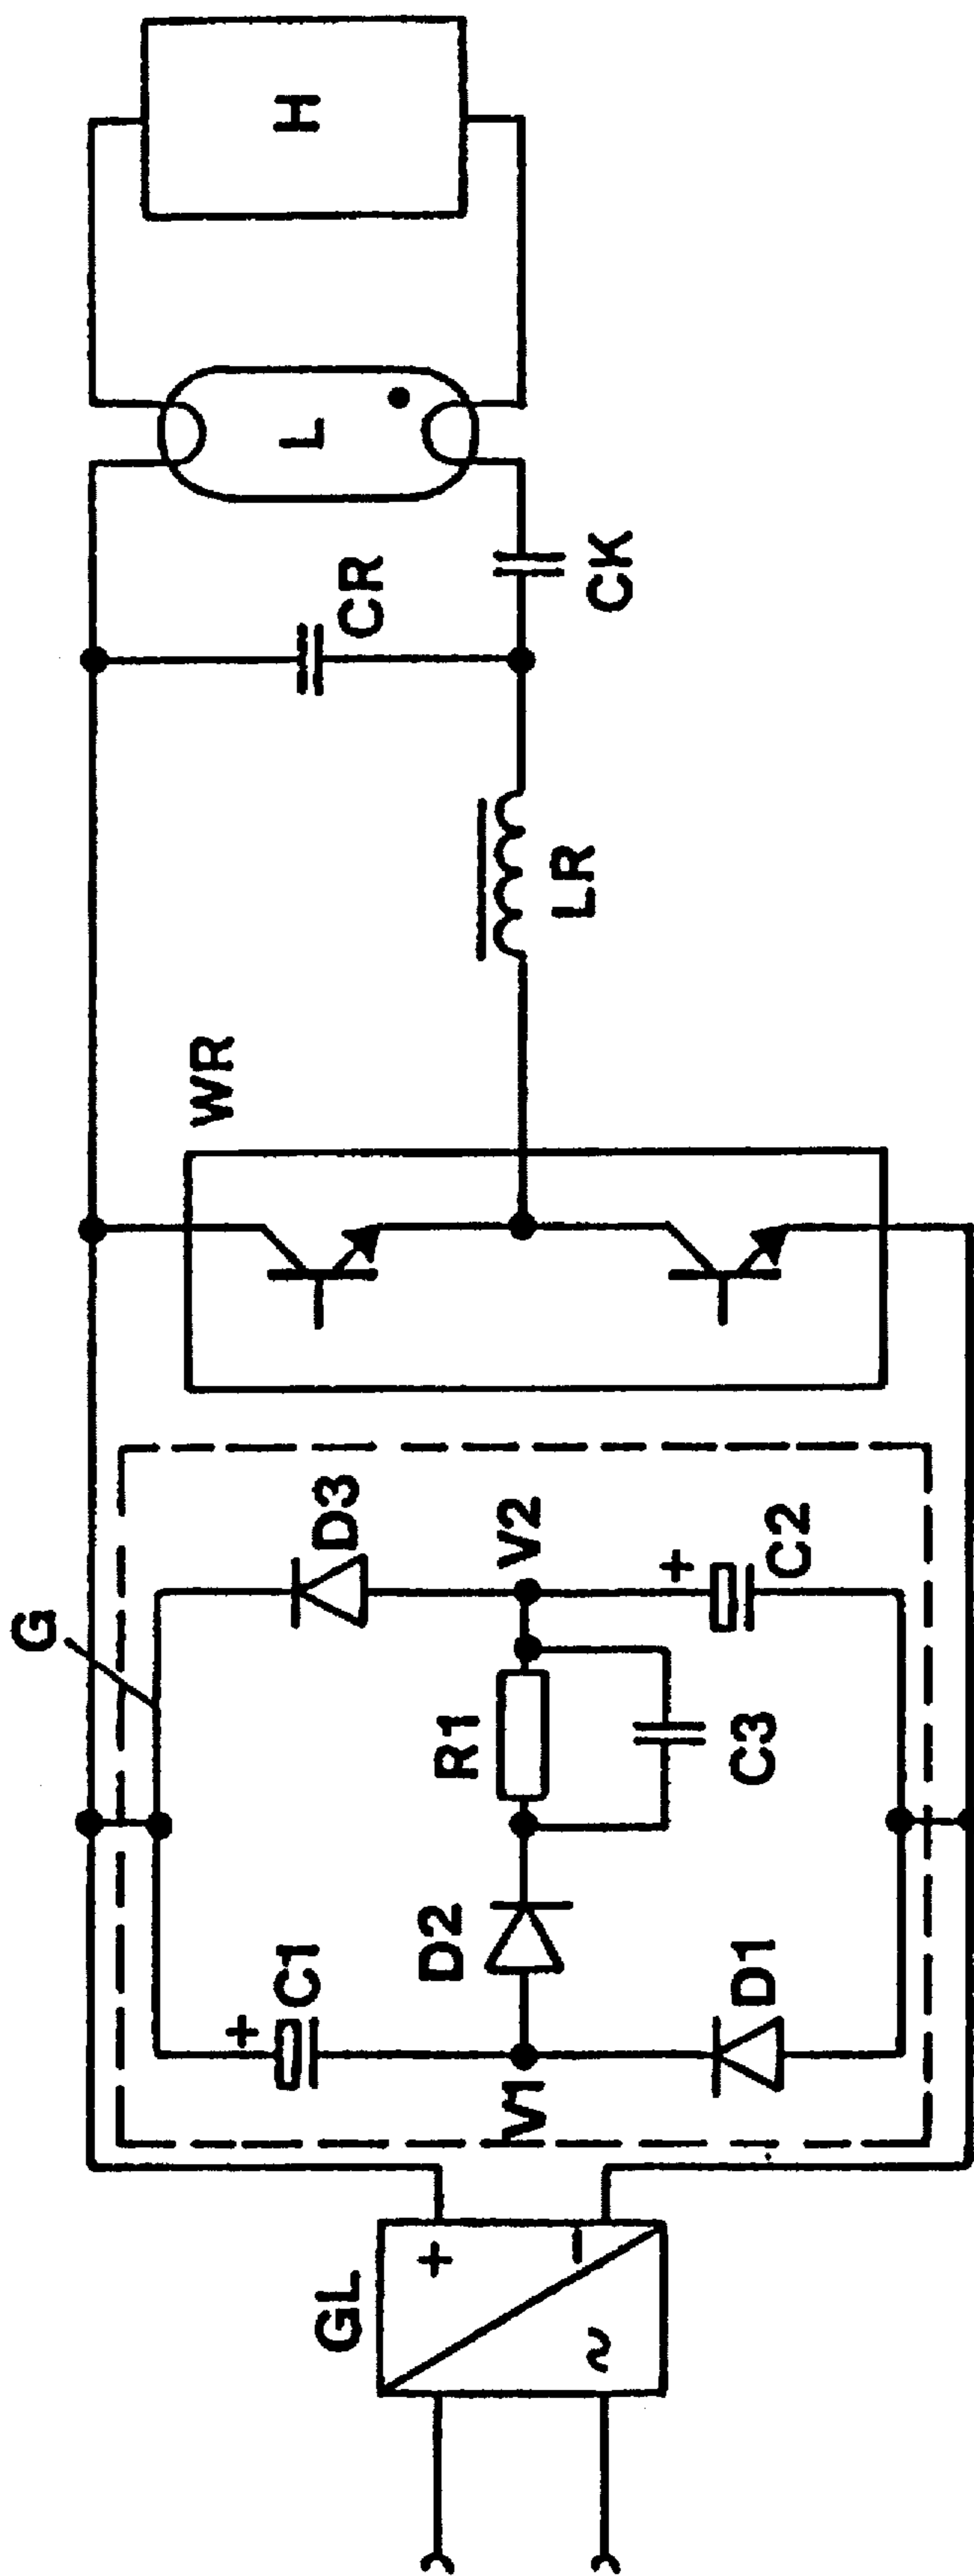 GL
+
−
~
G
C1
+
V1
D1
D2
R1
C3
D3
V2
+
C2
WR
LR
CR
CK
L
H